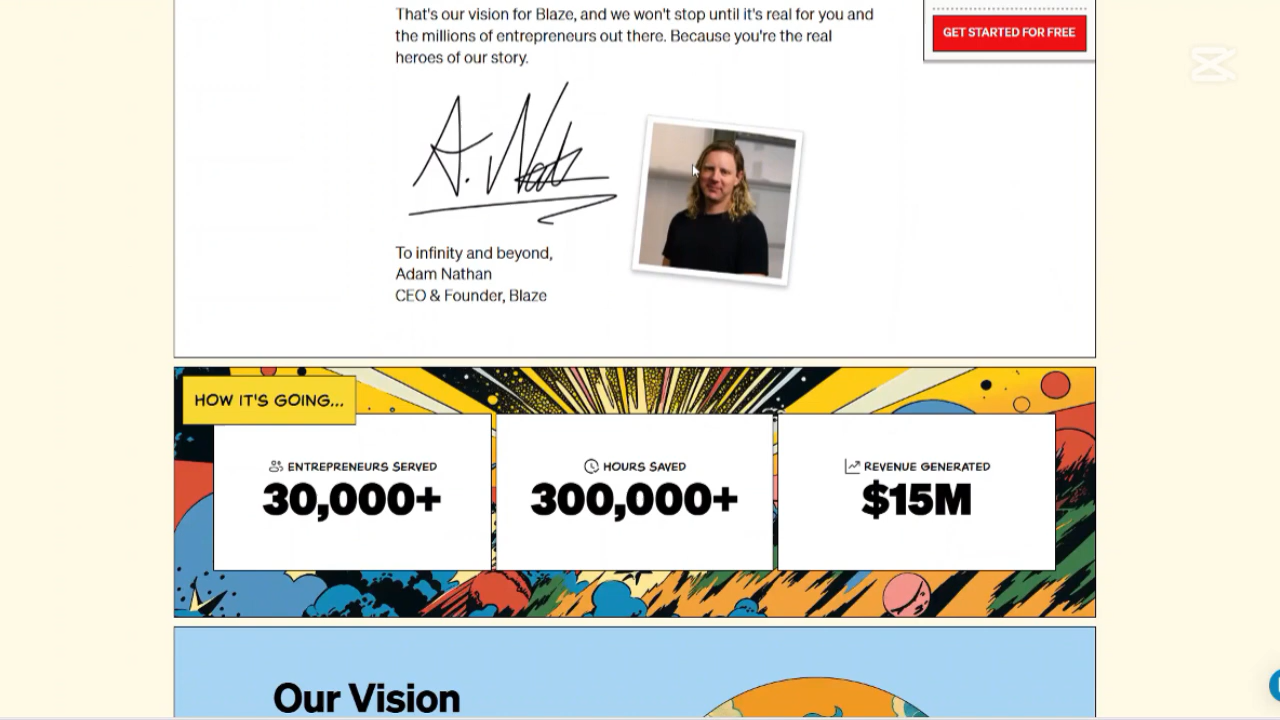 That's our vision for Blaze, and we won't stop until it's real for you and
the millions of entrepreneurs out there. Because you're the real
heroes of our story.
GET STARTED FOR FREE
A. Nath
To infinity and beyond,
Adam Nathan
CEO & Founder, Blaze
HOW IT'S GOING...
ENTREPRENEURS SERVED
30,000+
HOURS SAVED
300,000+
REVENUE GENERATED
$15M
Our Vision